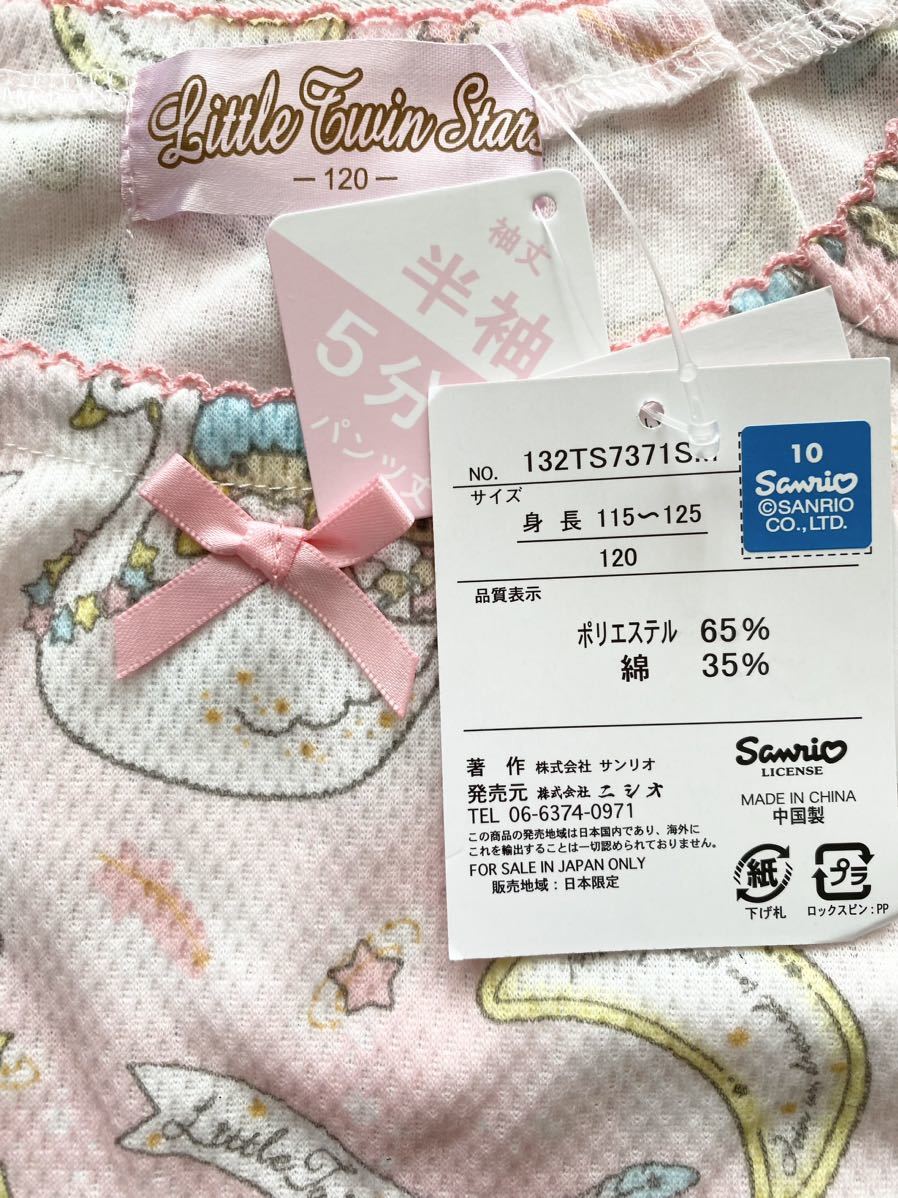 Little Twin Stars
- 120 -
袖丈
半袖
5分
パンツ丈
NO. 132TS7371S
サイズ
身長 115〜125
120
10
Sanrio
©SANRIO
CO., LTD.
品質表示
ポリエステル 65%
綿 35%
著作 株式会社 サンリオ
発売元 株式会社 ニシオ
TEL 06-6374-0971
この商品の発売地域は日本国内であり、海外に
これを輸出することは一切認められておりません。
FOR SALE IN JAPAN ONLY
販売地域：日本限定
Sanrio
LICENSE
MADE IN CHINA
中国製
紙
下げ札
プラ
ロックスピン：PP
Little